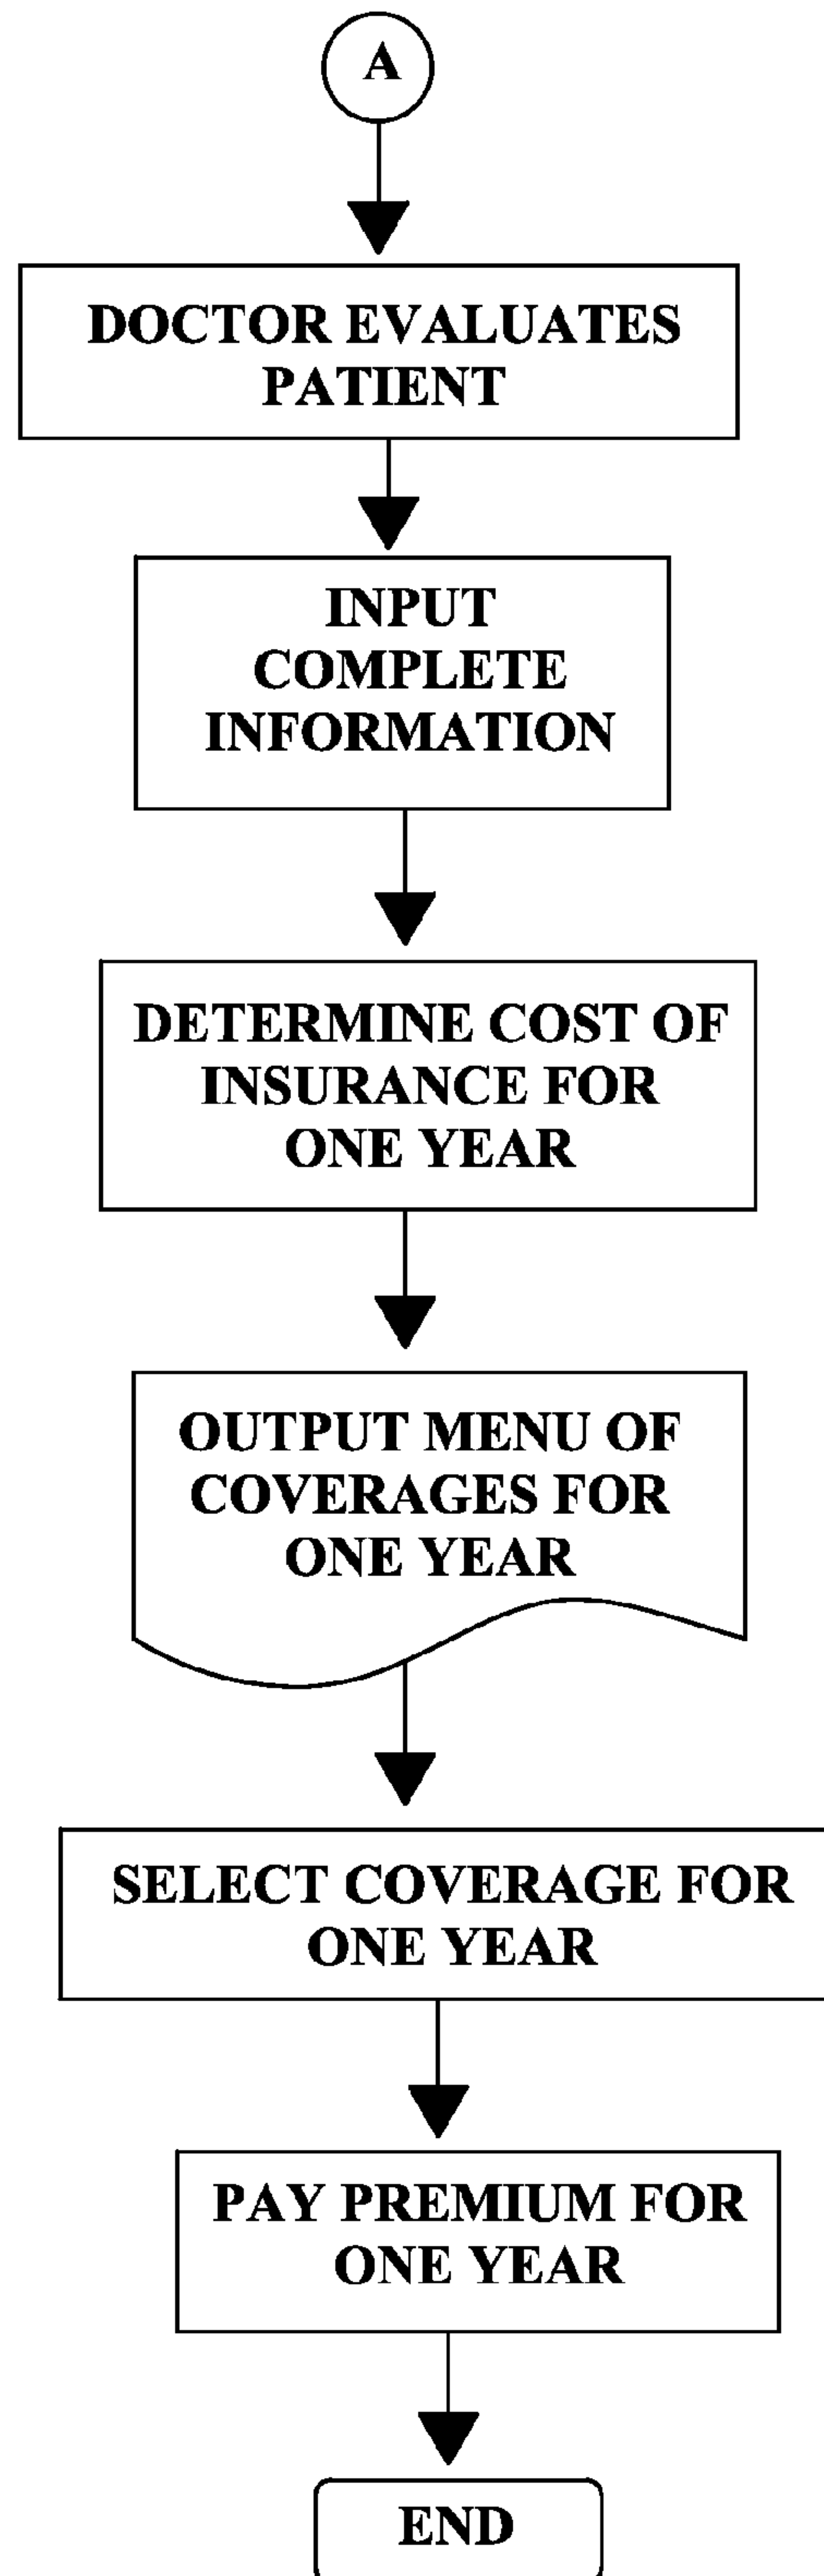 A
DOCTOR EVALUATES
PATIENT
INPUT
COMPLETE
INFORMATION
DETERMINE COST OF
INSURANCE FOR
ONE YEAR
OUTPUT MENU OF
COVERAGES FOR
ONE YEAR
SELECT COVERAGE FOR
ONE YEAR
PAY PREMIUM FOR
ONE YEAR
END